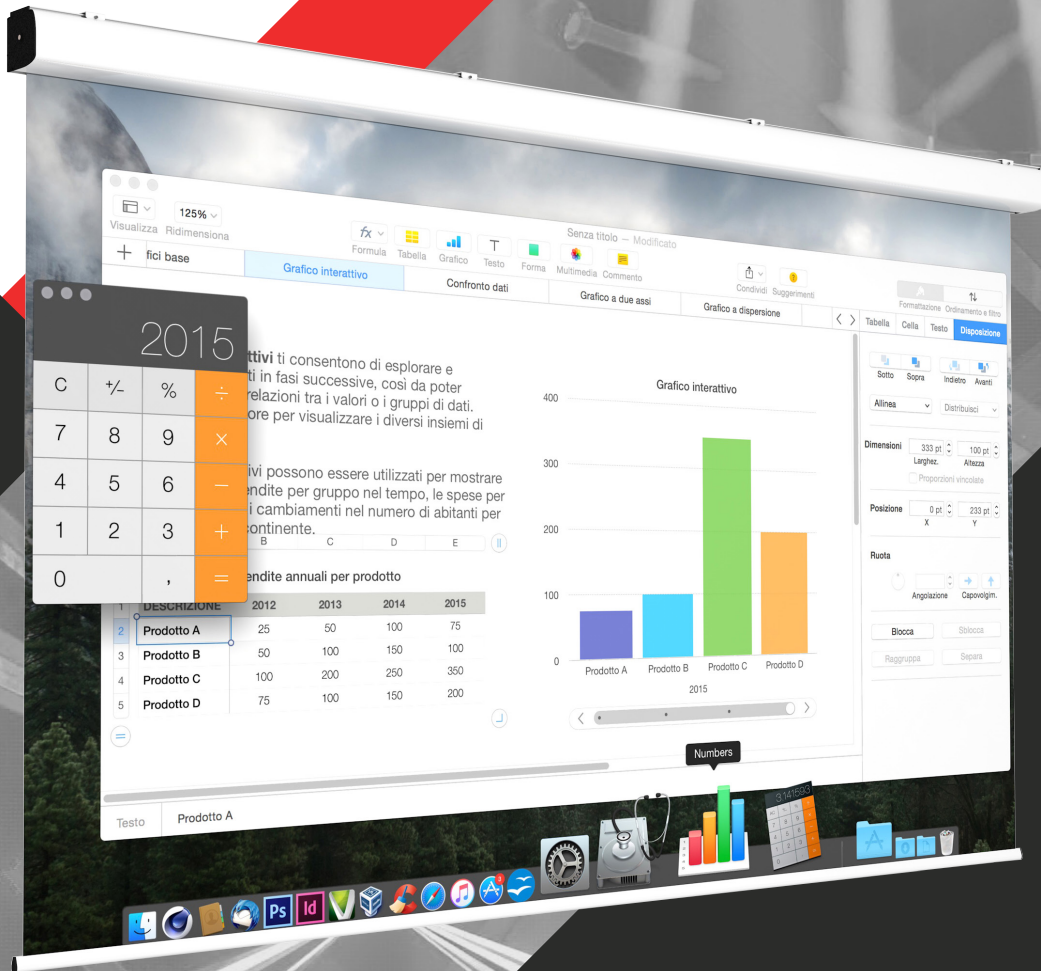 125%
Visualizza Ridimensiona
fx
Formula Tabella Grafico Testo Forma Multimedia Commento
Senza titolo — Modificato
Condividi Suggerimenti
Formattazione Ordinamento e filtro
fici base
Grafico interattivo
Confronto dati
Grafico a due assi
Grafico a dispersione
Tabella Cella Testo Disposizione
2015
C +/- % ÷
7 8 9 ×
4 5 6 −
1 2 3 +
0 , =
ttivi ti consentono di esplorare e
ti in fasi successive, così da poter
relazioni tra i valori o i gruppi di dati.
ore per visualizzare i diversi insiemi di
ivi possono essere utilizzati per mostrare
endite per gruppo nel tempo, le spese per
i cambiamenti nel numero di abitanti per
continente.
B C D E
endite annuali per prodotto
1 DESCRIZIONE 2012 2013 2014 2015
2 Prodotto A 25 50 100 75
3 Prodotto B 50 100 150 100
4 Prodotto C 100 200 250 350
5 Prodotto D 75 100 150 200
Grafico interattivo
400
300
200
100
0
Prodotto A Prodotto B Prodotto C Prodotto D
2015
Sotto Sopra Indietro Avanti
Allinea Distribuisci
Dimensioni 333 pt 100 pt
Larghez. Altezza
Proporzioni vincolate
Posizione 0 pt 233 pt
X Y
Ruota
Angolazione Capovolgim.
Blocca Sblocca
Raggruppa Separa
Testo Prodotto A
Numbers
3,141593
Ps Id
3